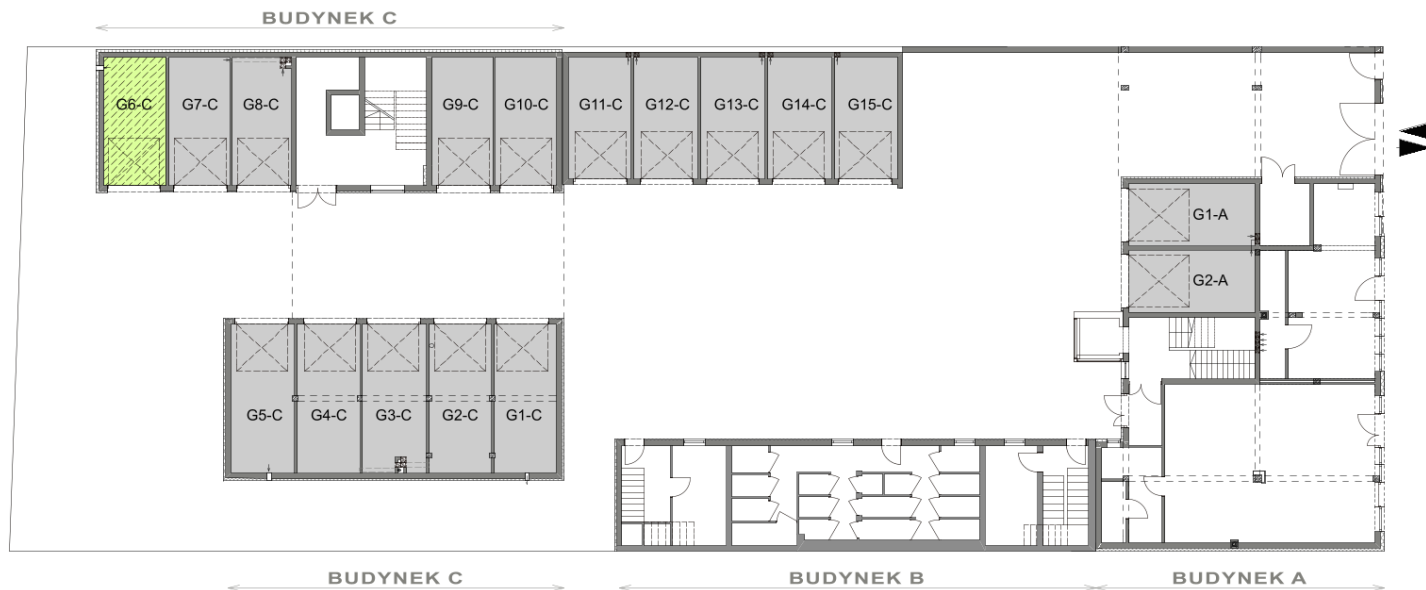 BUDYNEK C
G6-C
G7-C
G8-C
G9-C
G10-C
G11-C
G12-C
G13-C
G14-C
G15-C
G1-A
G2-A
G5-C
G4-C
G3-C
G2-C
G1-C
BUDYNEK C
BUDYNEK B
BUDYNEK A